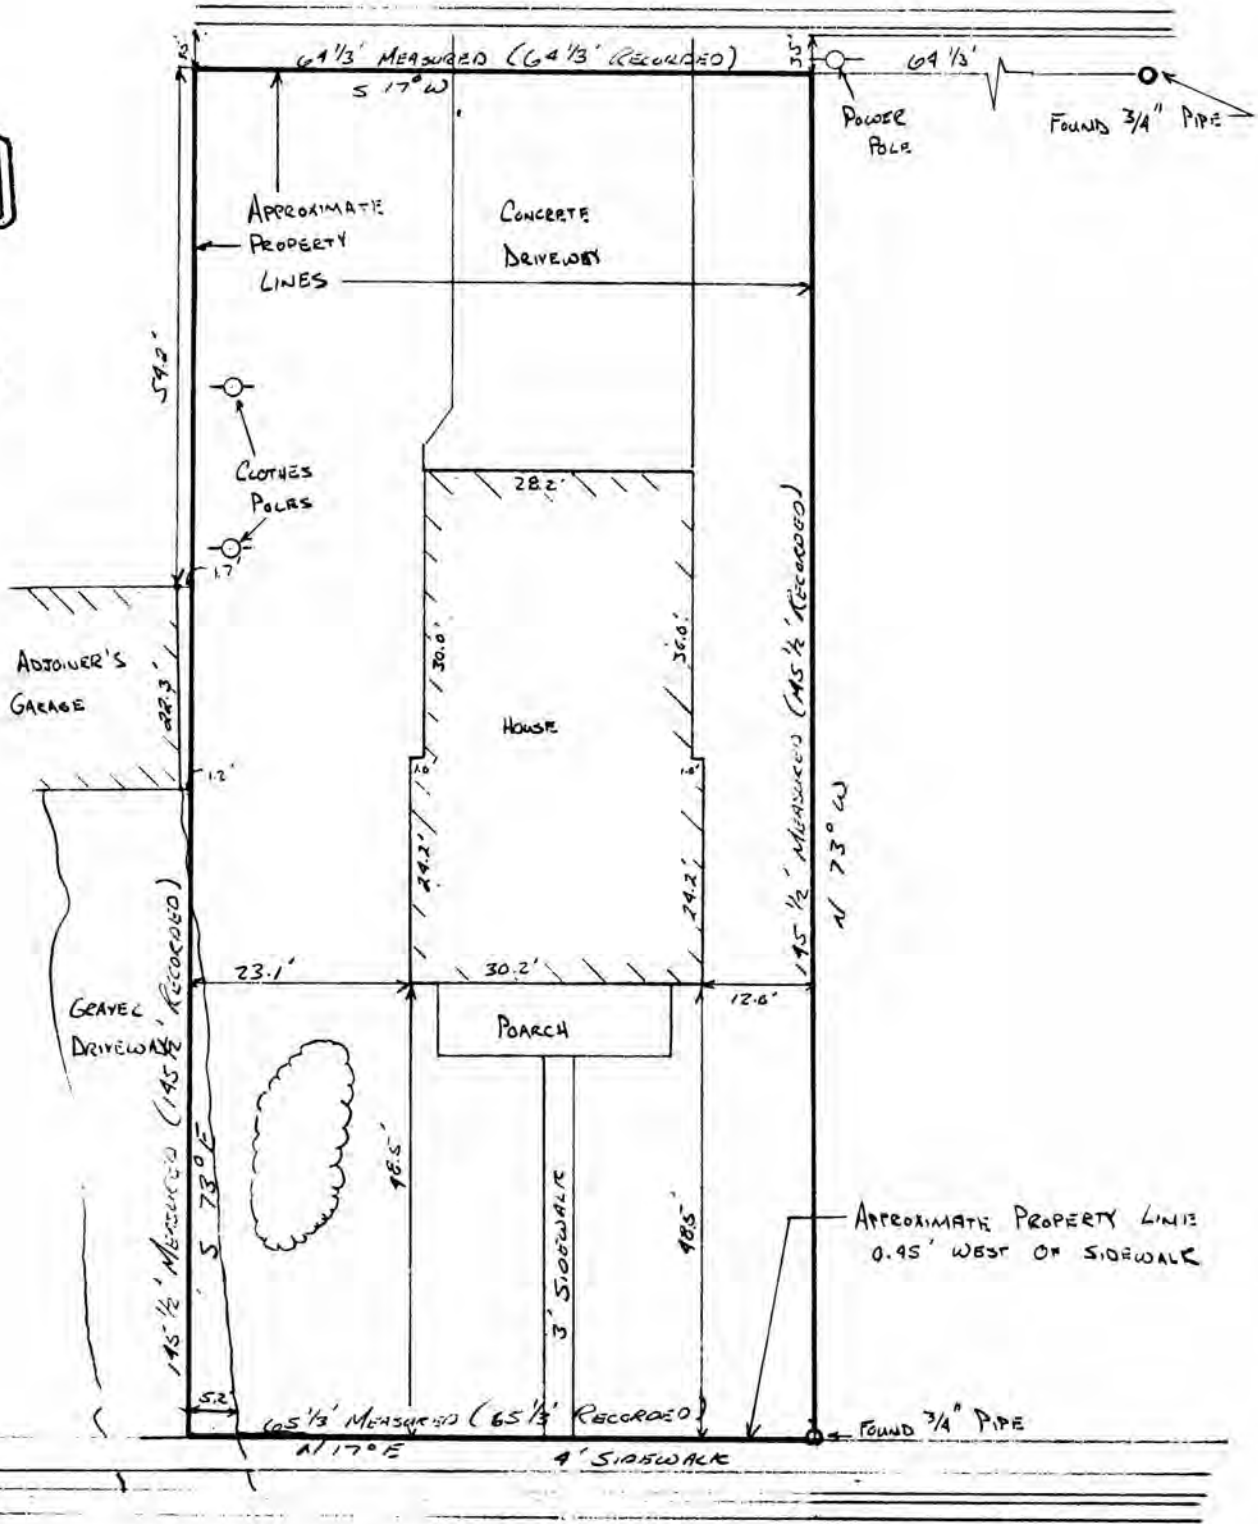 64 1/3' MEASURED (64 1/3' RECORDED)
S 17° W
3.5'
64 1/3'
POWER
POLE
FOUND 3/4" PIPE
APPROXIMATE
PROPERTY
LINES
CONCRETE
DRIVEWAY
54.2'
CLOTHES
POLES
28.2'
1.7'
ADJOINER'S
GARAGE
22.3'
30.0'
30.0'
HOUSE
145 1/2' MEASURED (145 1/2' RECORDED)
N 73° W
1.2'
1.0'
1.0'
24.2'
24.2'
23.1'
30.2'
12.0'
GRAVEL
DRIVEWAY
POARCH
145 1/2' MEASURED (145 1/2' RECORDED)
S 73° E
48.5'
3' SIDEWALK
48.5'
APPROXIMATE PROPERTY LINE
0.45' WEST OF SIDEWALK
5.2'
65 1/3' MEASURED (65 1/3' RECORDED)
N 17° E
4' SIDEWALK
FOUND 3/4" PIPE